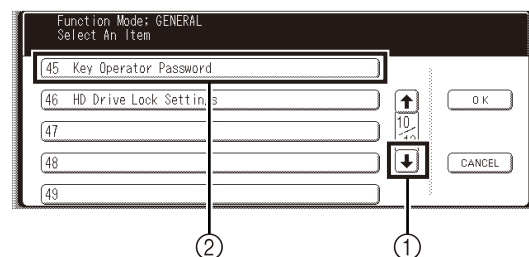 Function Mode; GENERAL
Select An Item
45 Key Operator Password
46 HD Drive Lock Settings
47
48
49
10
OK
CANCEL
② ①